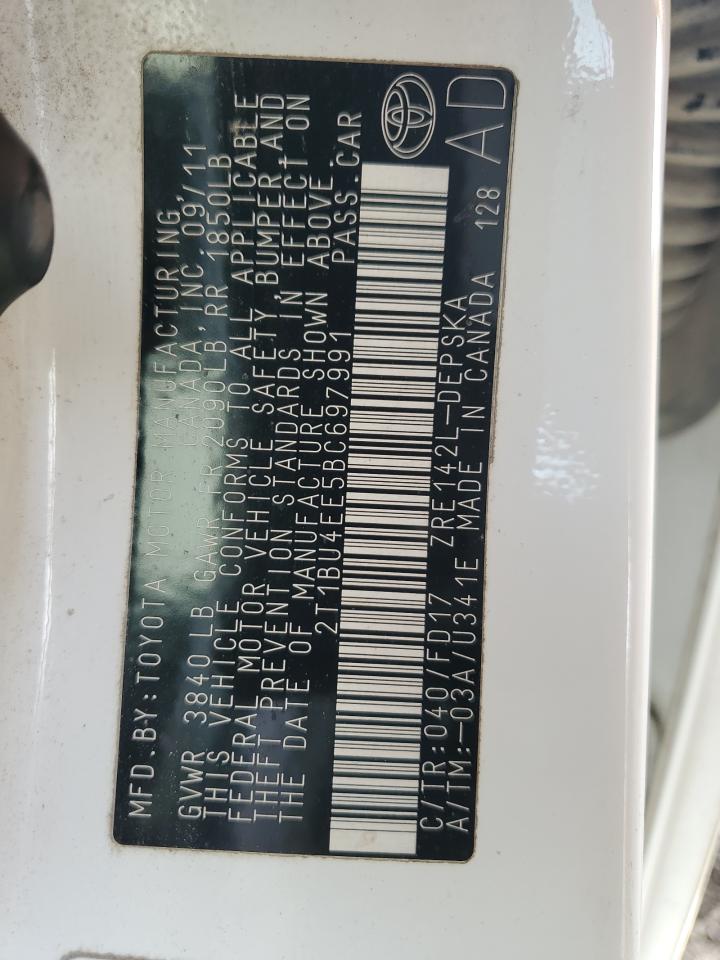 MFD. BY: TOYOTA MOTOR MANUFACTURING,
CANADA, INC. 09/11
GVWR 3840 LB GAWR FR 2090LB, RR 1850LB
THIS VEHICLE CONFORMS TO ALL APPLICABLE
FEDERAL MOTOR VEHICLE SAFETY, BUMPER AND
THEFT PREVENTION STANDARDS IN EFFECT ON
THE DATE OF MANUFACTURE SHOWN ABOVE.
2T1BU4EE5BC697991 PASS. CAR
C/TR:040/FD17 ZRE142L-DEPSKA
A/TM:-03A/U341E MADE IN CANADA 128 AD